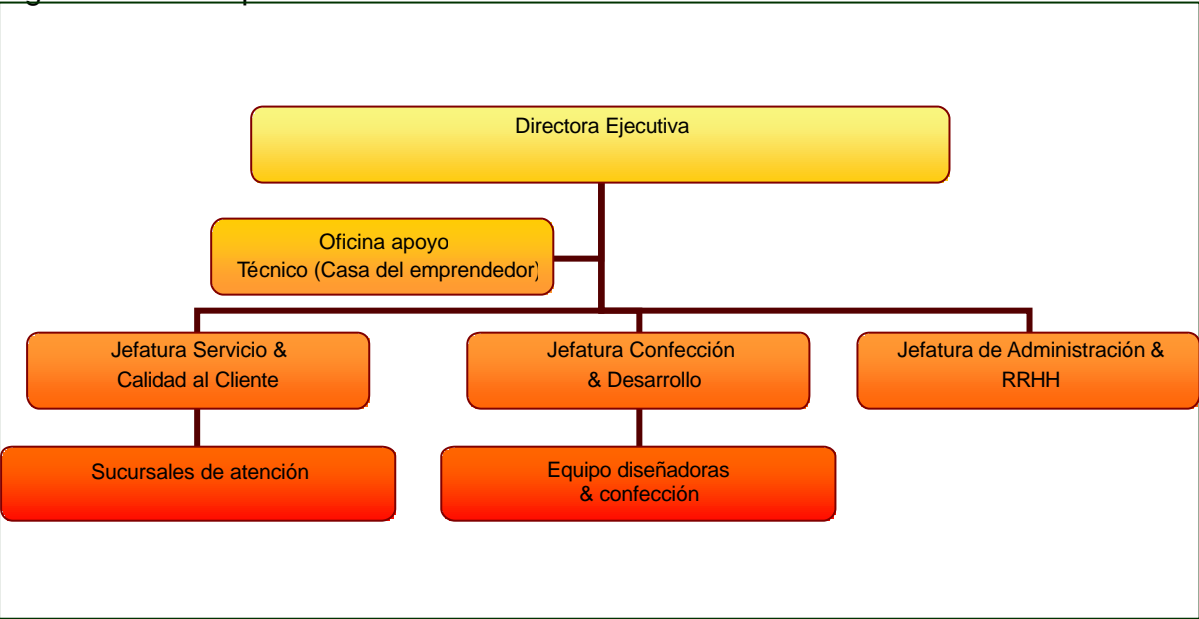 Directora Ejecutiva
Oficina apoyo
Técnico (Casa del emprendedor)
Jefatura Servicio &
Calidad al Cliente
Jefatura Confección
& Desarrollo
Jefatura de Administración &
RRHH
Sucursales de atención
Equipo diseñadoras
& confección